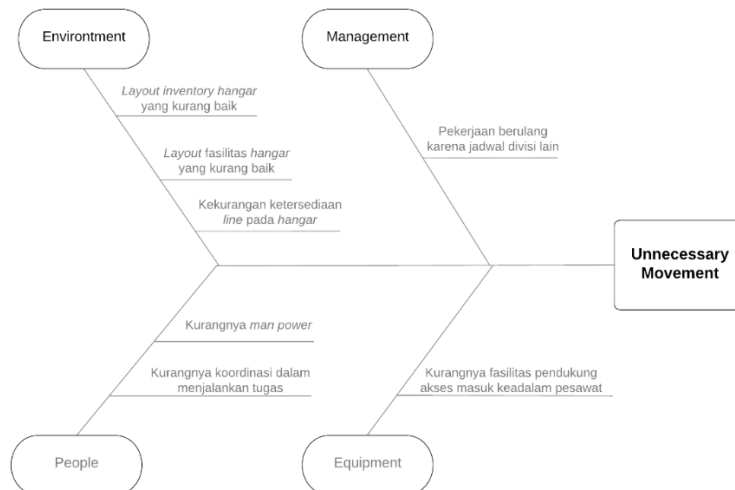 Environtment
Management
Layout inventory hangar
yang kurang baik
Pekerjaan berulang
karena jadwal divisi lain
Layout fasilitas hangar
yang kurang baik
Kekurangan ketersediaan
line pada hangar
Unnecessary
Movement
Kurangnya man power
Kurangnya koordinasi dalam
menjalankan tugas
Kurangnya fasilitas pendukung
akses masuk keadalam pesawat
People
Equipment